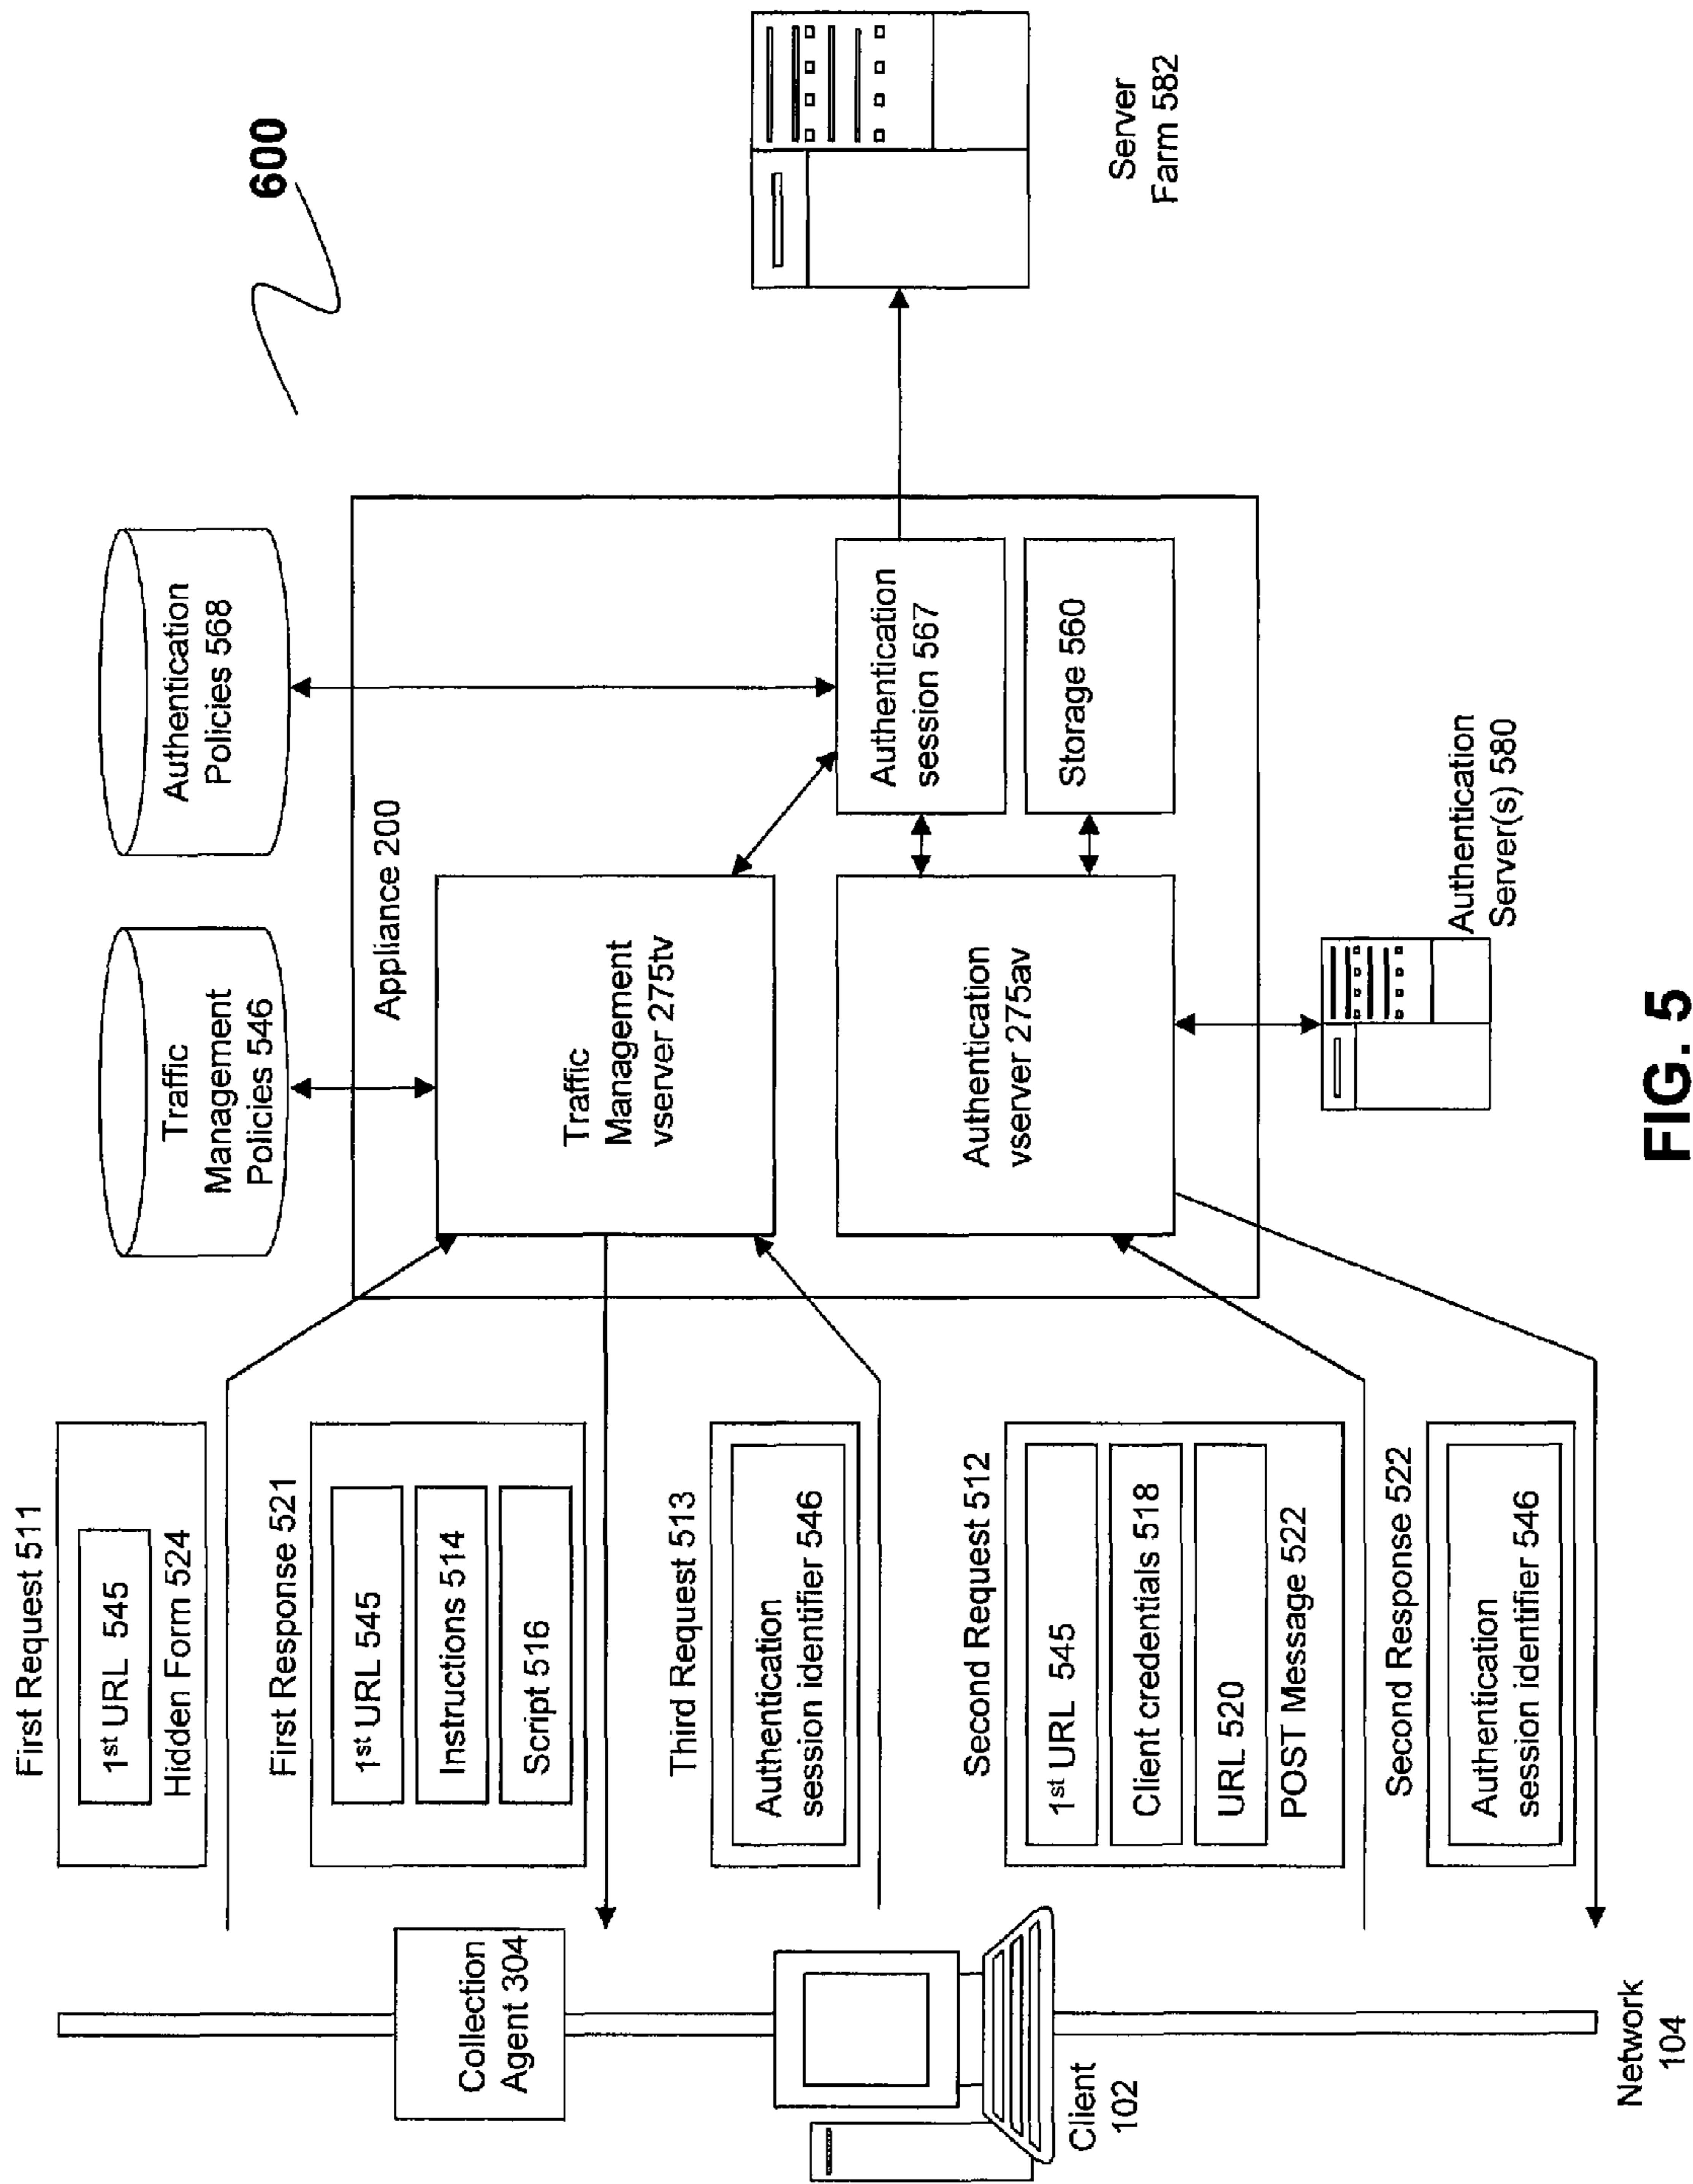 600
Traffic
Management
Policies 546
Authentication
Policies 568
First Request 511
1st URL 545
Hidden Form 524
First Response 521
1st URL 545
Instructions 514
Script 516
Third Request 513
Authentication
session identifier 546
Second Request 512
1st URL 545
Client credentials 518
URL 520
POST Message 522
Second Response 522
Authentication
session identifier 546
Collection
Agent 304
Client
102
Network
104
Appliance 200
Traffic
Management
vserver 275tv
Authentication
vserver 275av
Authentication
session 567
Storage 560
Authentication
Server(s) 580
Server
Farm 582
FIG. 5